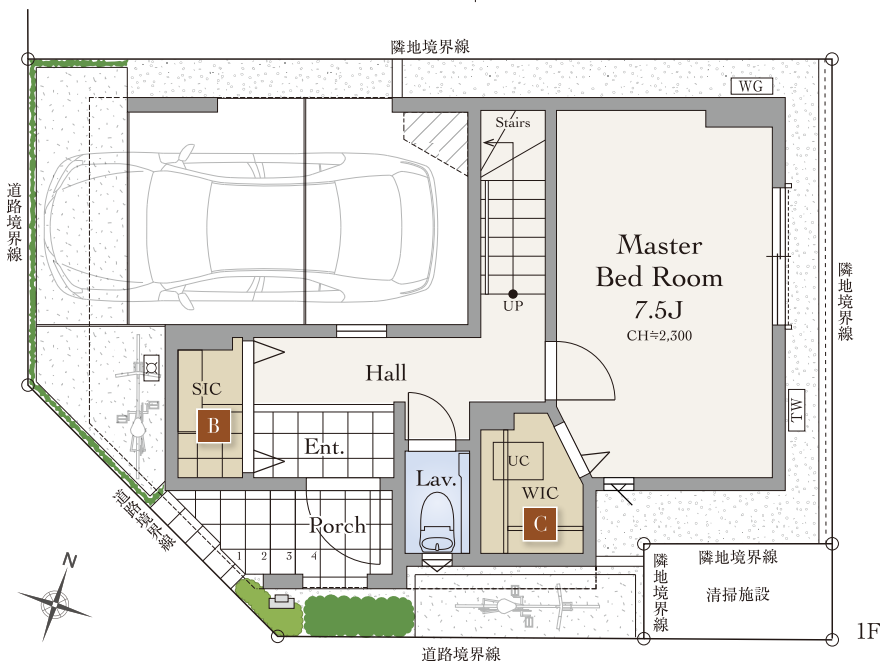 隣地境界線
WG
道路境界線
Stairs
Master
Bed Room
7.5J
CH≒2,300
隣地境界線
UP
Hall
SIC
B
TW
Ent.
Lav.
UC
WIC
C
道路境界線
Porch
1 2 3 4
N
隣地境界線
隣地境界線
清掃施設
1F
道路境界線